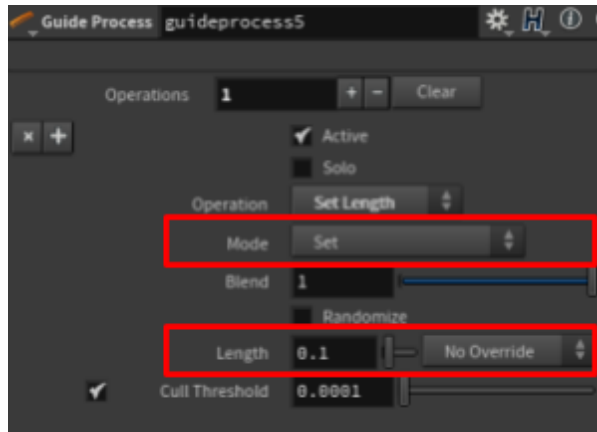 Guide Process guideprocess5
Operations 1 + - Clear
Active
Solo
Operation Set Length
Mode Set
Blend 1
Randomize
Length 0.1 No Override
Cull Threshold 0.0001